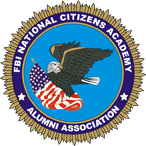 FBI NATIONAL CITIZENS ACADEMY
ALUMNI ASSOCIATION